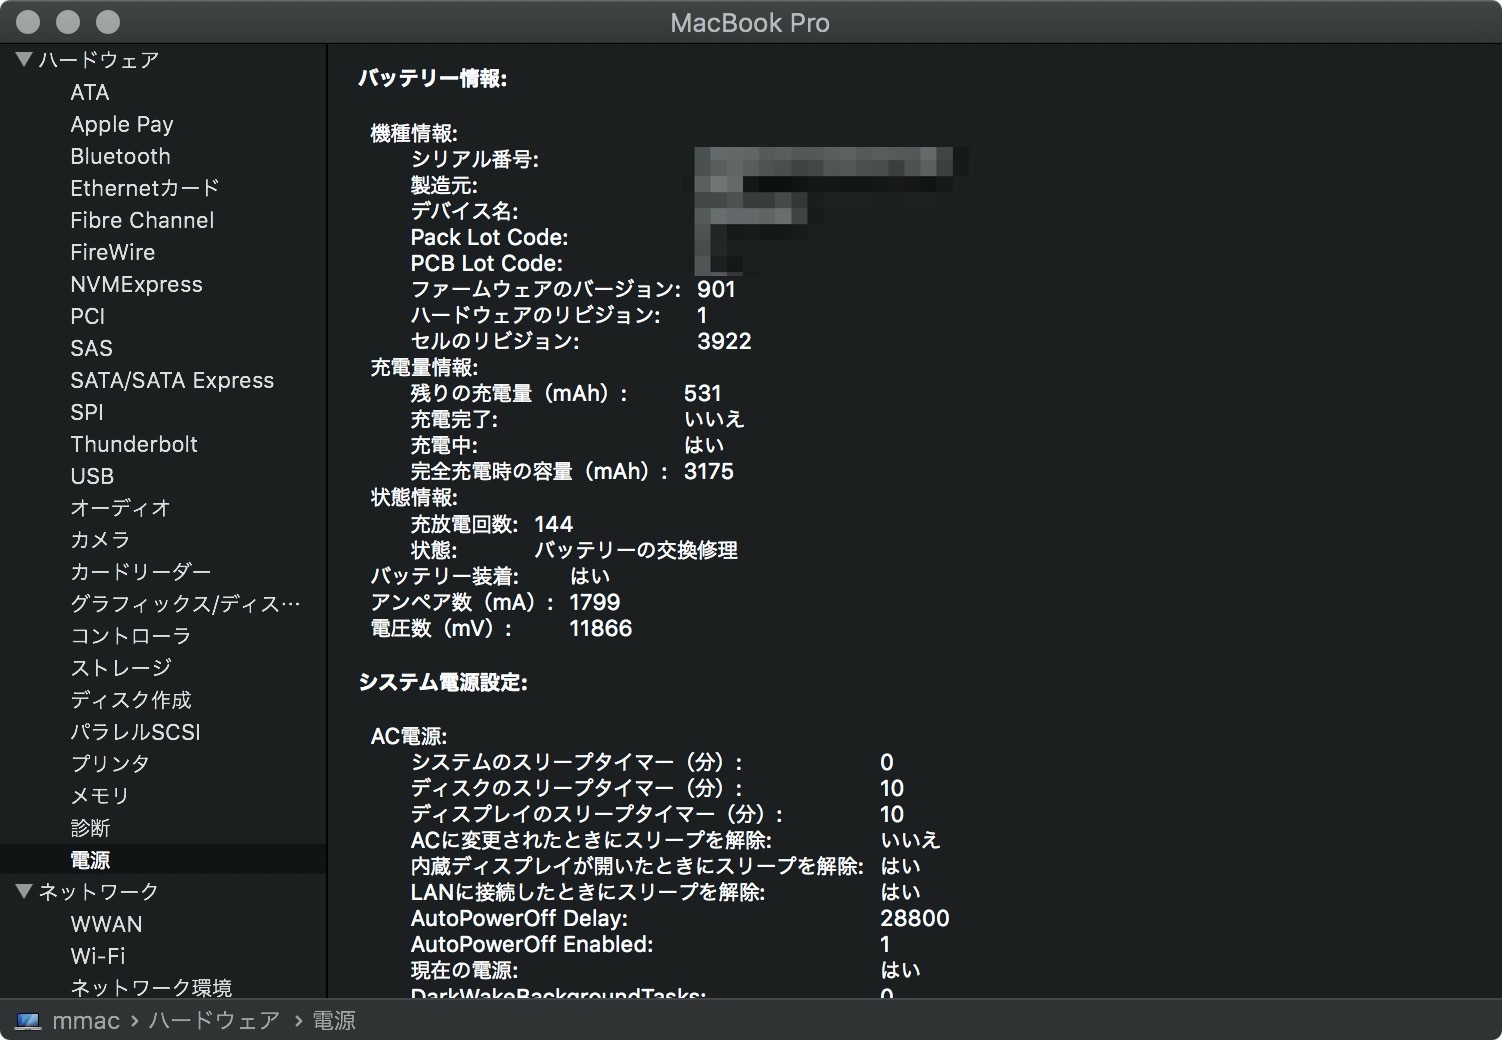 MacBook Pro
ハードウェア
ATA
Apple Pay
Bluetooth
Ethernetカード
Fibre Channel
FireWire
NVMExpress
PCI
SAS
SATA/SATA Express
SPI
Thunderbolt
USB
オーディオ
カメラ
カードリーダー
グラフィックス/ディス…
コントローラ
ストレージ
ディスク作成
パラレルSCSI
プリンタ
メモリ
診断
電源
ネットワーク
WWAN
Wi-Fi
ネットワーク環境
バッテリー情報:
機種情報:
シリアル番号:
製造元:
デバイス名:
Pack Lot Code:
PCB Lot Code:
ファームウェアのバージョン: 901
ハードウェアのリビジョン: 1
セルのリビジョン: 3922
充電量情報:
残りの充電量（mAh）: 531
充電完了: いいえ
充電中: はい
完全充電時の容量（mAh）: 3175
状態情報:
充放電回数: 144
状態: バッテリーの交換修理
バッテリー装着: はい
アンペア数（mA）: 1799
電圧数（mV）: 11866
システム電源設定:
AC電源:
システムのスリープタイマー（分）: 0
ディスクのスリープタイマー（分）: 10
ディスプレイのスリープタイマー（分）: 10
ACに変更されたときにスリープを解除: いいえ
内蔵ディスプレイが開いたときにスリープを解除: はい
LANに接続したときにスリープを解除: はい
AutoPowerOff Delay: 28800
AutoPowerOff Enabled: 1
現在の電源: はい
DarkWakeBackgroundTasks: 0
mmac › ハードウェア › 電源